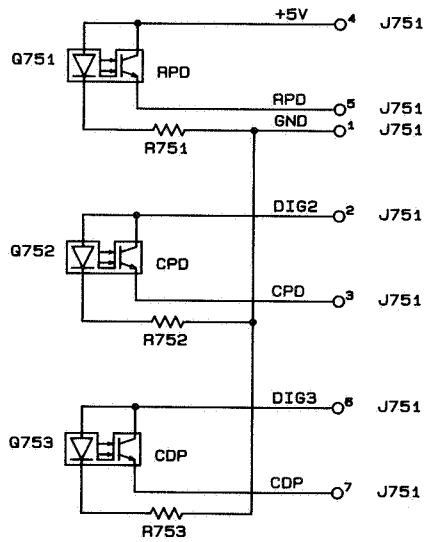 +5V 4 J751
Q751
RPD
RPD 5 J751
GND 1 J751
R751
DIG2 2 J751
Q752
CPD
CPD 3 J751
R752
DIG3 6 J751
Q753
CDP
CDP 7 J751
R753